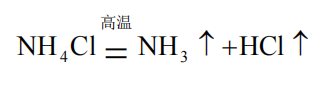 高温
NH₄Cl = NH₃ ↑ +HCl ↑